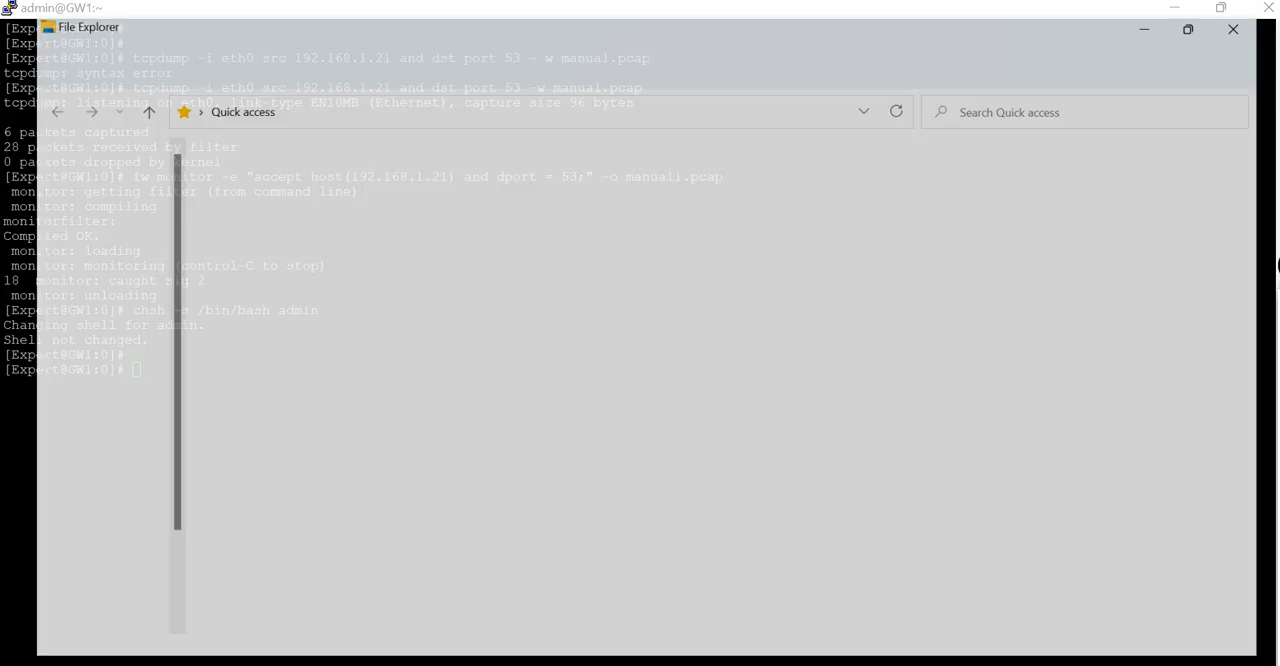 admin@GW1:~
File Explorer
Quick access
Search Quick access
[Expert@GW1:0]#
[Expert@GW1:0]#
[Expert@GW1:0]# tcpdump -i eth0 src 192.168.1.21 and dst port 53 - w manual.pcap
tcpdump: syntax error
[Expert@GW1:0]# tcpdump -i eth0 src 192.168.1.21 and dst port 53 -w manual.pcap
tcpdump: listening on eth0, link-type EN10MB (Ethernet), capture size 96 bytes
6 packets captured
28 packets received by filter
0 packets dropped by kernel
[Expert@GW1:0]# fw monitor -e "accept host(192.168.1.21) and dport = 53;" -o manual1.pcap
monitor: getting filter (from command line)
monitor: compiling
monitorfilter:
Compiled OK.
monitor: loading
monitor: monitoring (control-C to stop)
18 monitor: caught sig 2
monitor: unloading
[Expert@GW1:0]# chsh -s /bin/bash admin
Changing shell for admin.
Shell not changed.
[Expert@GW1:0]#
[Expert@GW1:0]#